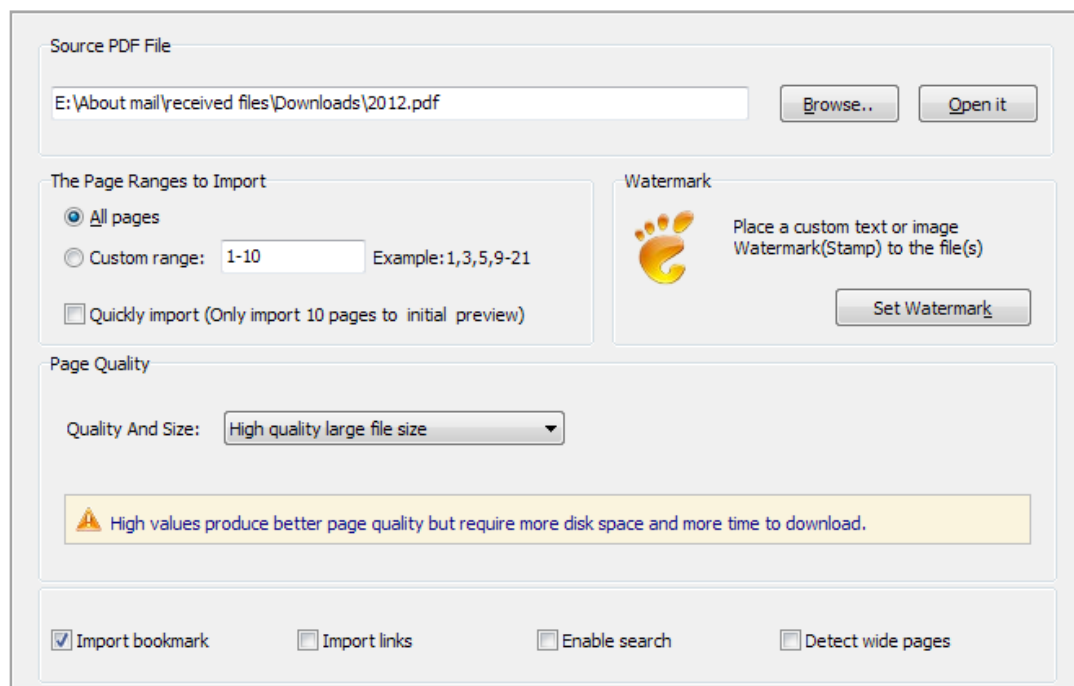 Source PDF File
E:\About mail\received files\Downloads\2012.pdf
Browse..
Open it
The Page Ranges to Import
All pages
Custom range:
1-10
Example:1,3,5,9-21
Quickly import (Only import 10 pages to  initial  preview)
Watermark
Place a custom text or image
Watermark(Stamp) to the file(s)
Set Watermark
Page Quality
Quality And Size:
High quality large file size
High values produce better page quality but require more disk space and more time to download.
Import bookmark
Import links
Enable search
Detect wide pages